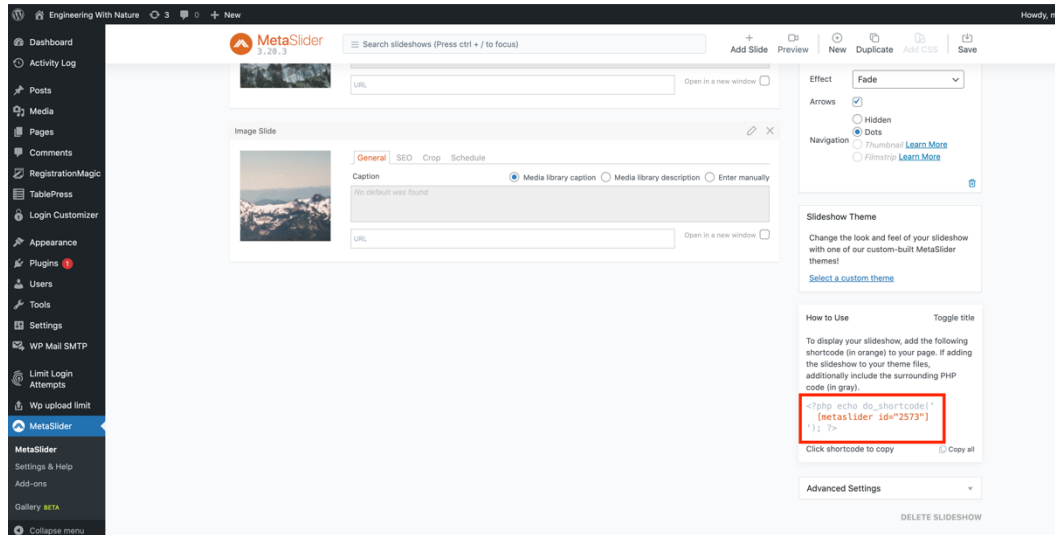 Engineering With Nature 3 0 + New
Howdy, m
Dashboard
Activity Log
Posts
Media
Pages
Comments
RegistrationMagic
TablePress
Login Customizer
Appearance
Plugins 1
Users
Tools
Settings
WP Mail SMTP
Limit Login
Attempts
Wp upload limit
MetaSlider
MetaSlider
Settings & Help
Add-ons
Gallery BETA
Collapse menu
MetaSlider
3.20.3
Search slideshows (Press ctrl + / to focus)
Add Slide Preview New Duplicate Add CSS Save
URL
Open in a new window
Image Slide
General SEO Crop Schedule
Caption
Media library caption Media library description Enter manually
No default was found
URL
Open in a new window
Effect Fade
Arrows
Navigation
Hidden
Dots
Thumbnail Learn More
Filmstrip Learn More
Slideshow Theme
Change the look and feel of your slideshow
with one of our custom-built MetaSlider
themes!
Select a custom theme
How to Use Toggle title
To display your slideshow, add the following
shortcode (in orange) to your page. If adding
the slideshow to your theme files,
additionally include the surrounding PHP
code (in gray).
<?php echo do_shortcode('
[metaslider id="2573"]
'); ?>
Click shortcode to copy Copy all
Advanced Settings
DELETE SLIDESHOW